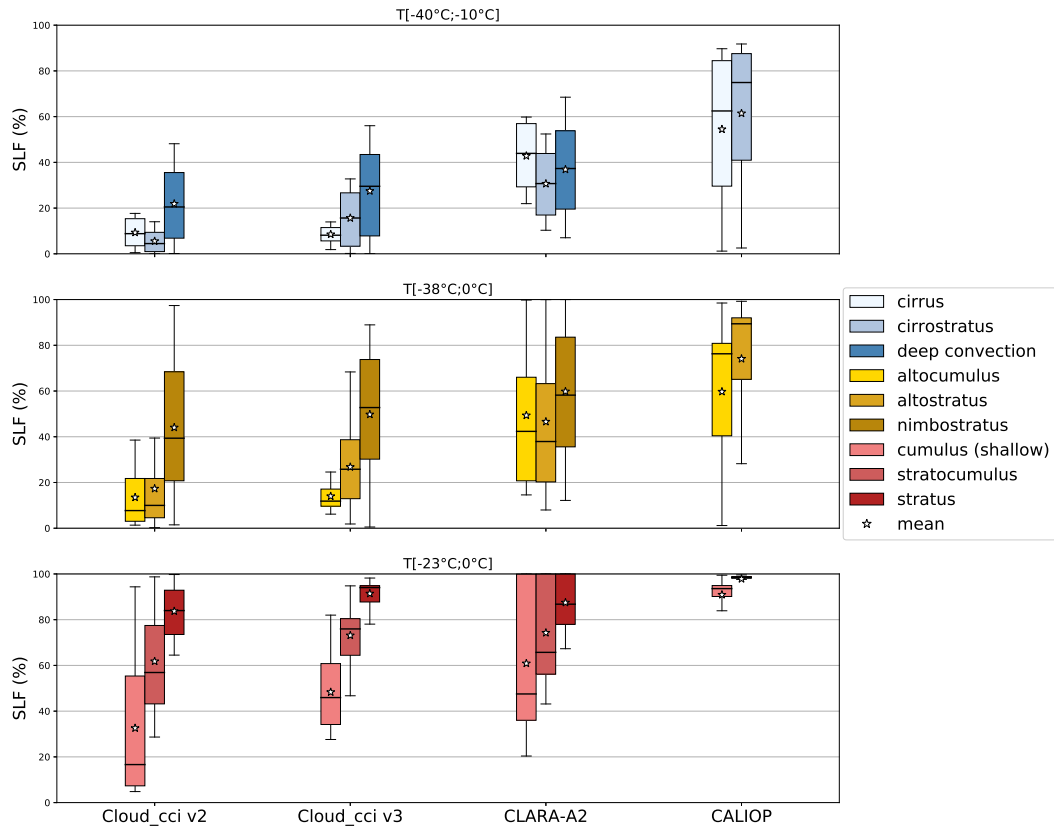 T[-40°C;-10°C]
100
80
60
40
20
0
SLF (%)
T[-38°C;0°C]
100
80
60
40
20
0
SLF (%)
cirrus
cirrostratus
deep convection
altocumulus
altostratus
nimbostratus
cumulus (shallow)
stratocumulus
stratus
mean
T[-23°C;0°C]
100
80
60
40
20
0
SLF (%)
Cloud_cci v2 Cloud_cci v3 CLARA-A2 CALIOP